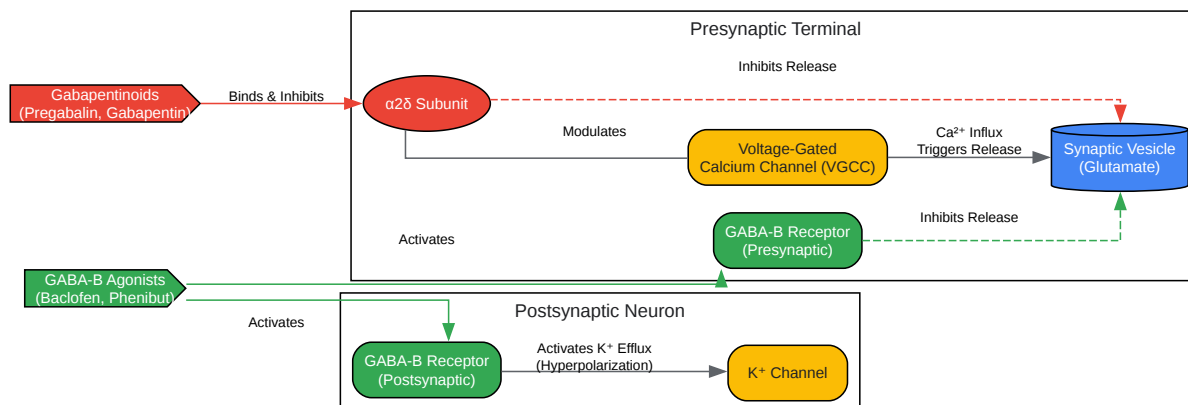 Presynaptic Terminal
Inhibits Release
Gabapentinoids
(Pregabalin, Gabapentin)
Binds & Inhibits
α2δ Subunit
Modulates
Voltage-Gated
Calcium Channel (VGCC)
Ca²⁺ Influx
Triggers Release
Synaptic Vesicle
(Glutamate)
Activates
GABA-B Receptor
(Presynaptic)
Inhibits Release
GABA-B Agonists
(Baclofen, Phenibut)
Activates
Postsynaptic Neuron
GABA-B Receptor
(Postsynaptic)
Activates K⁺ Efflux
(Hyperpolarization)
K⁺ Channel